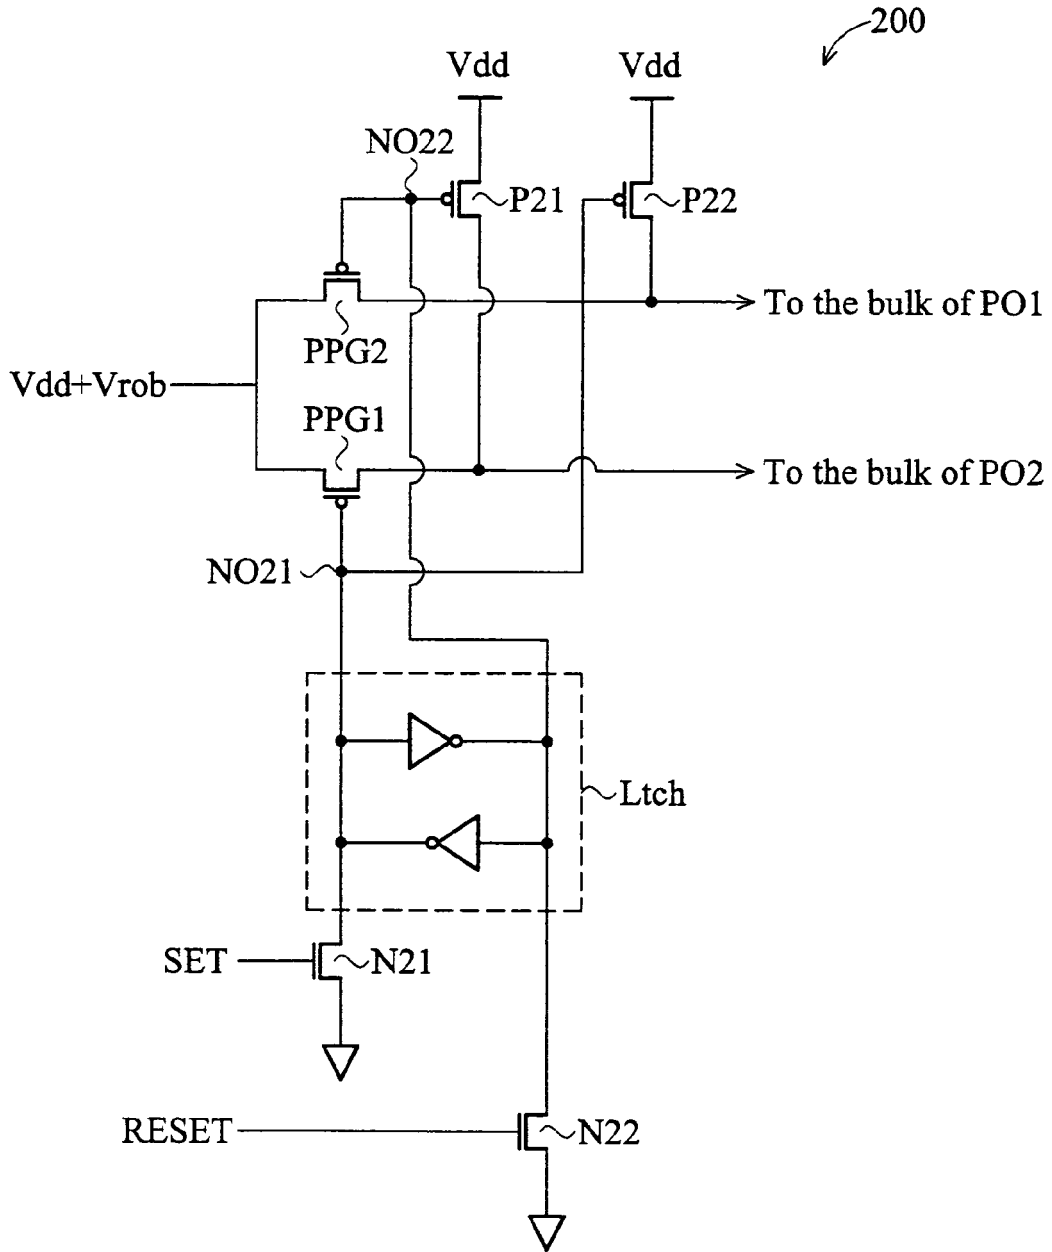 200
Vdd
Vdd
NO22
P21
P22
PPG2
To the bulk of PO1
Vdd+Vrob
PPG1
To the bulk of PO2
NO21
Ltch
SET
N21
RESET
N22